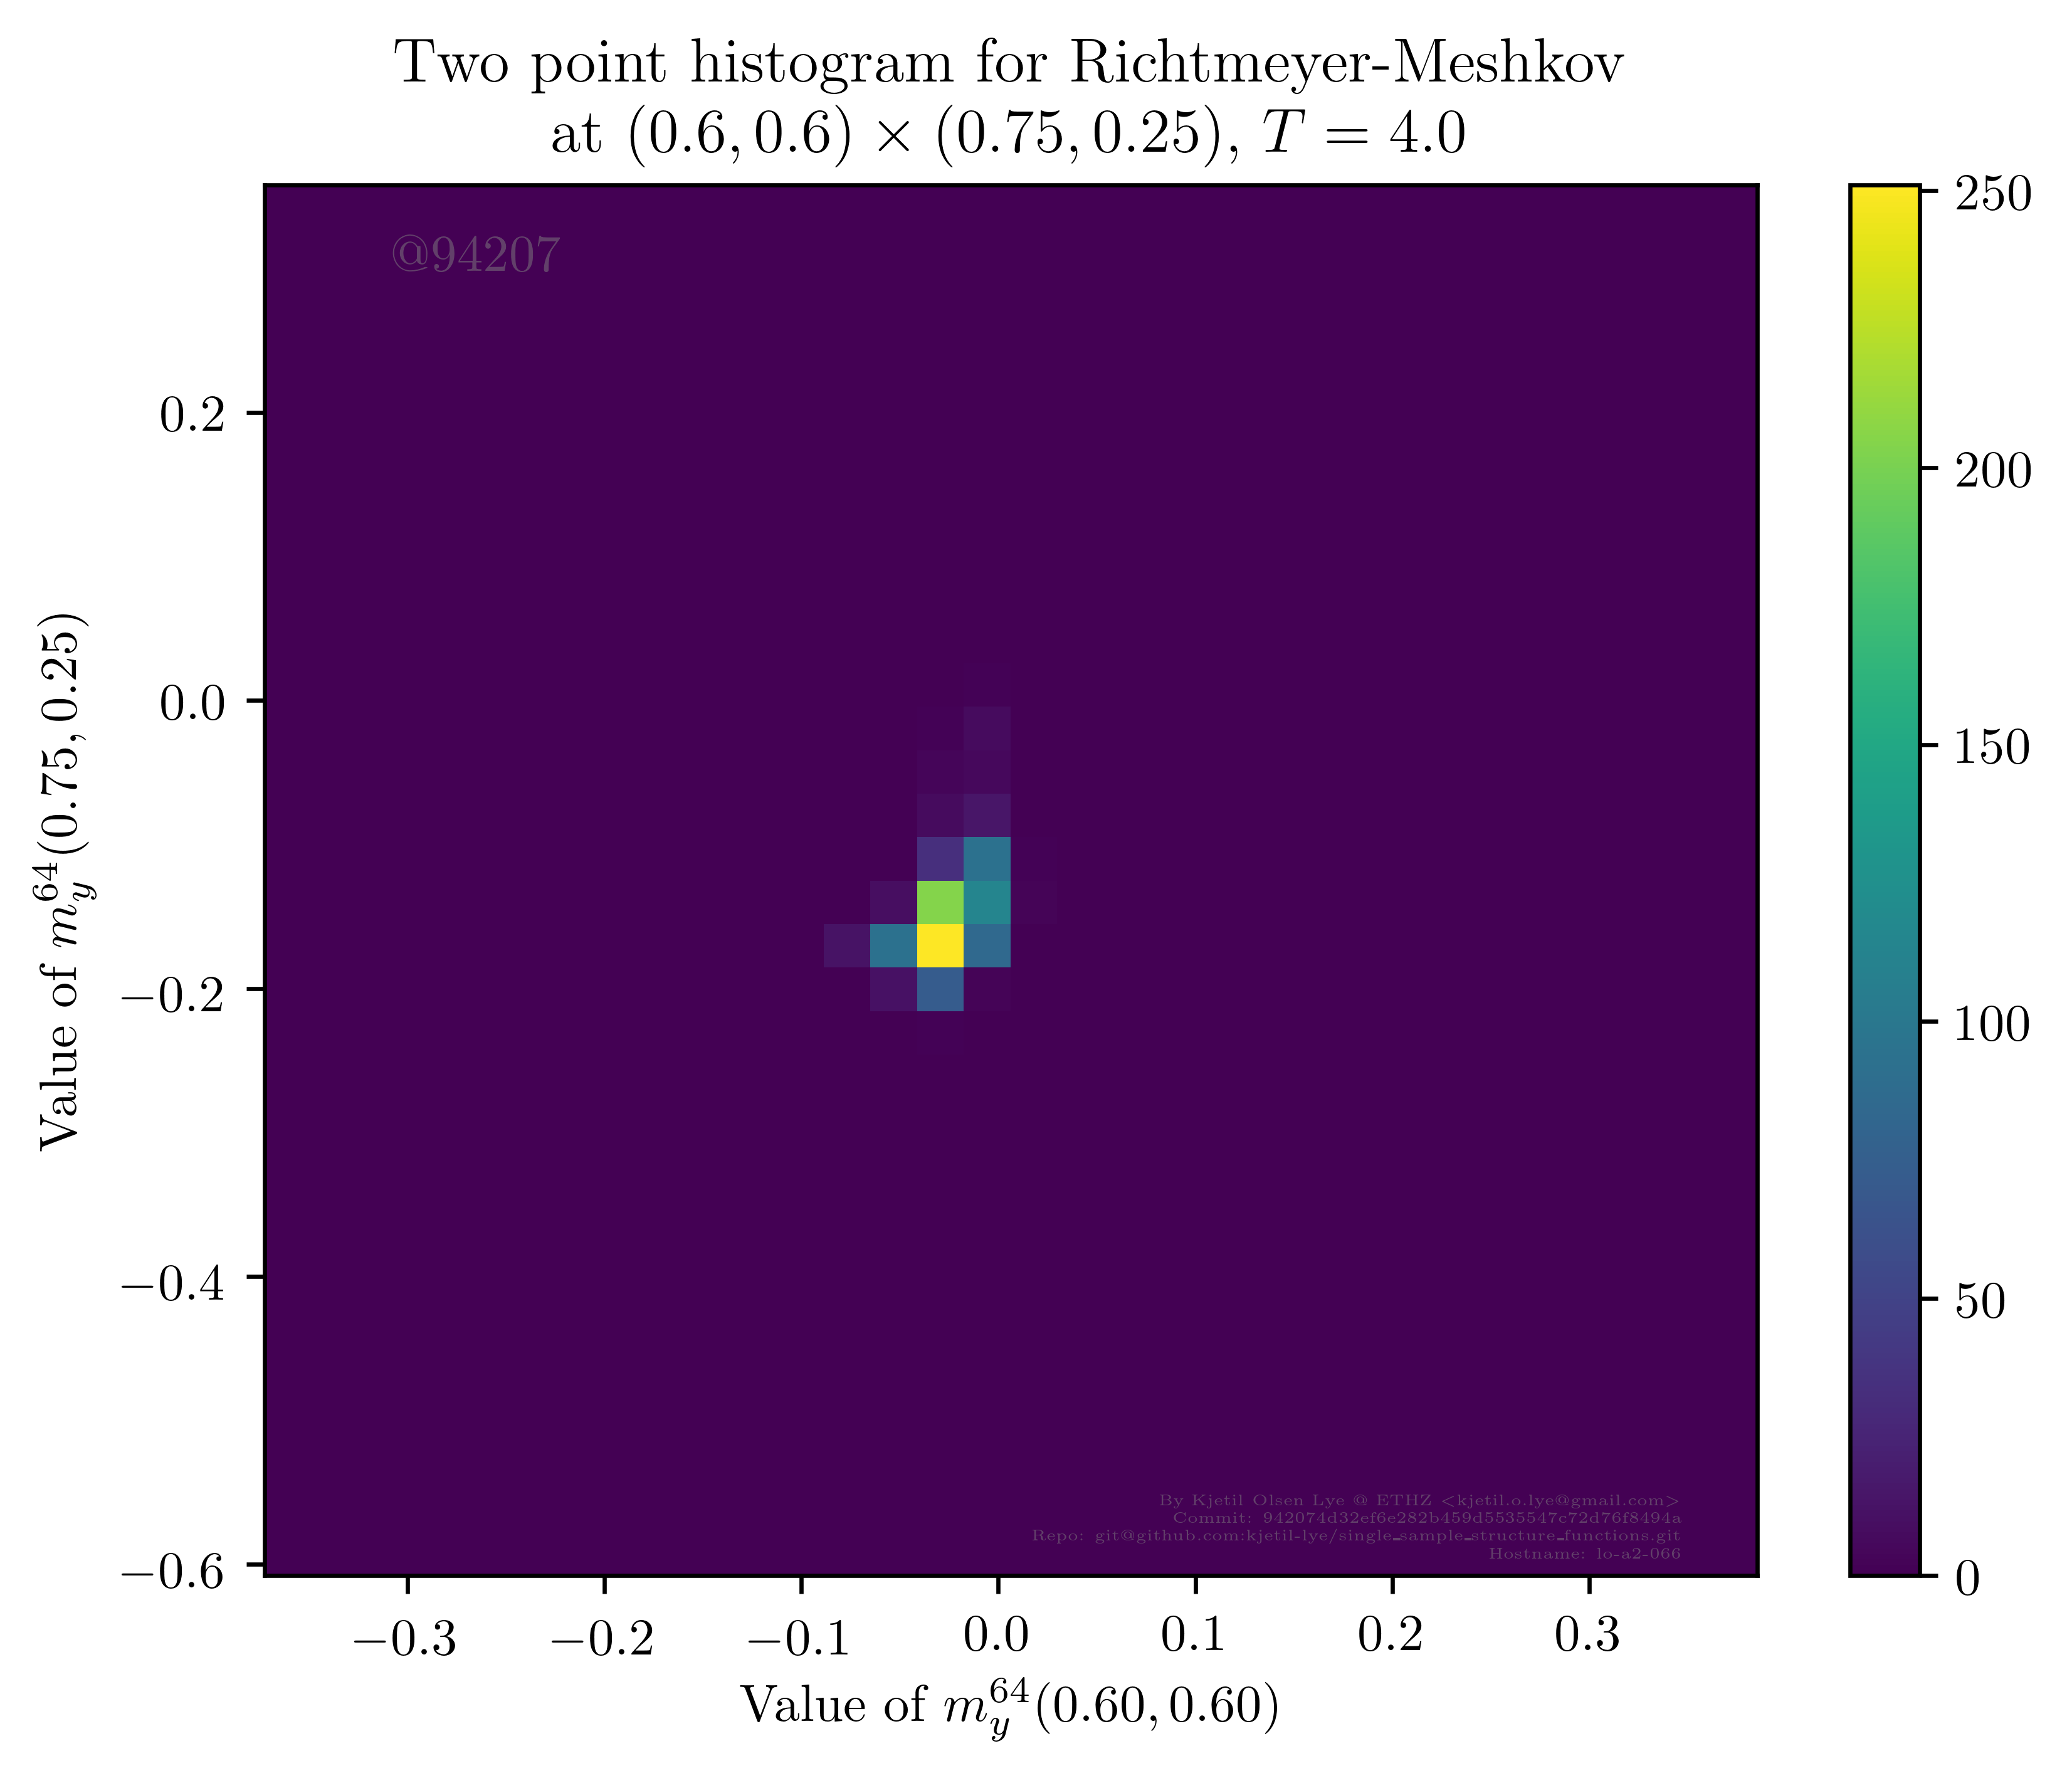 Two point histogram for Richtmeyer-Meshkov
at (0.6, 0.6) × (0.75, 0.25), T = 4.0
@94207
250
200
150
100
50
0
0.2
0.0
−0.2
−0.4
−0.6
Value of m_y^64(0.75, 0.25)
By Kjetil Olsen Lye @ ETHZ <kjetil.o.lye@gmail.com>
Commit: 942074d32ef6e282b459d5535547c72d76f8494a
Repo: git@github.com:kjetil-lye/single_sample_structure_functions.git
Hostname: lo-a2-066
−0.3 −0.2 −0.1 0.0 0.1 0.2 0.3
Value of m_y^64(0.60, 0.60)